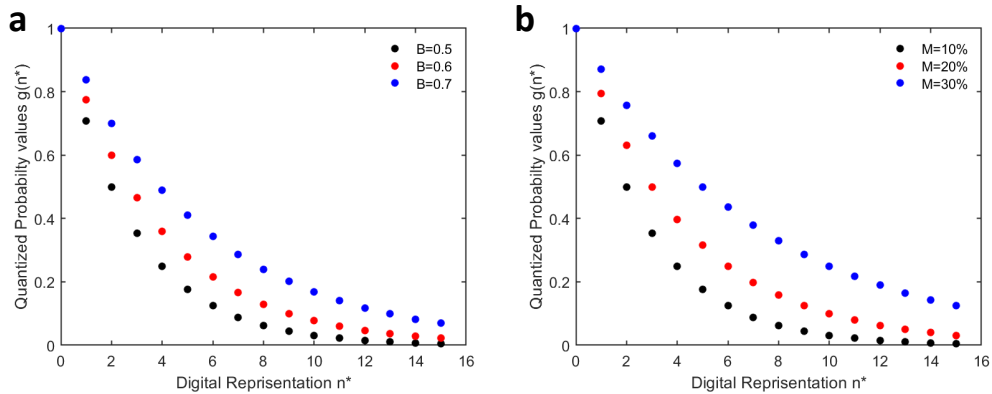 a
1
0.8
0.6
0.4
0.2
0
0 2 4 6 8 10 12 14 16
Quantized Probabilty values g(n*)
Digital Reprisentation n*
B=0.5
B=0.6
B=0.7
b
1
0.8
0.6
0.4
0.2
0
0 2 4 6 8 10 12 14 16
Quantized Probabilty values g(n*)
Digital Reprisentation n*
M=10%
M=20%
M=30%